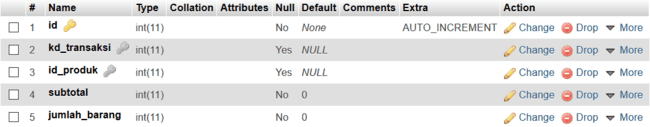 # Name Type Collation Attributes Null Default Comments Extra Action
1 id int(11) No None AUTO_INCREMENT Change Drop More
2 kd_transaksi int(11) Yes NULL Change Drop More
3 id_produk int(11) Yes NULL Change Drop More
4 subtotal int(11) No 0 Change Drop More
5 jumlah_barang int(11) No 0 Change Drop More